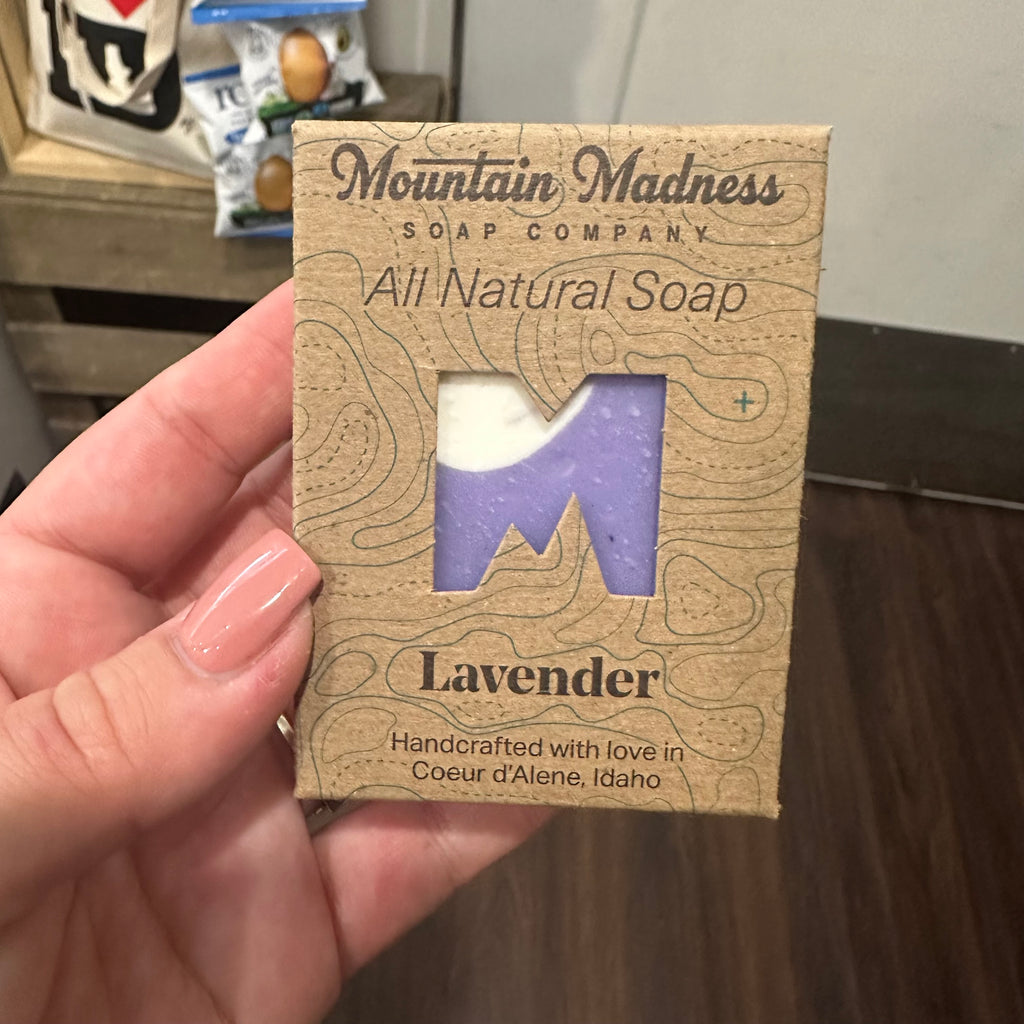 Mountain Madness
SOAP COMPANY
All Natural Soap
Lavender
Handcrafted with love in
Coeur d'Alene, Idaho